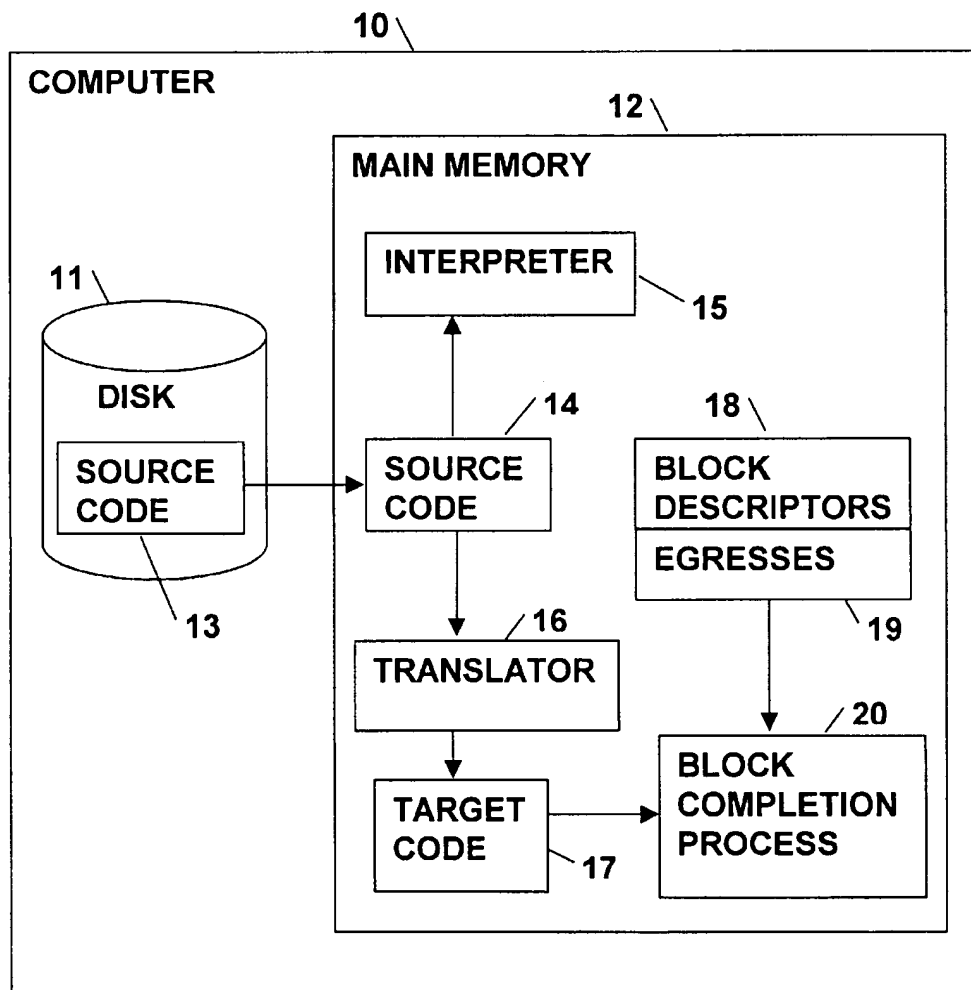 10
COMPUTER
12
MAIN MEMORY
INTERPRETER
15
11
DISK
SOURCE
CODE
13
14
SOURCE
CODE
18
BLOCK
DESCRIPTORS
EGRESSES
19
16
TRANSLATOR
20
BLOCK
COMPLETION
PROCESS
TARGET
CODE
17